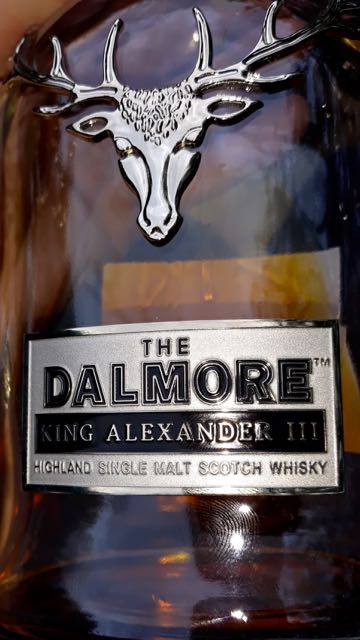 THE
DALMORE™
KING ALEXANDER III
HIGHLAND SINGLE MALT SCOTCH WHISKY